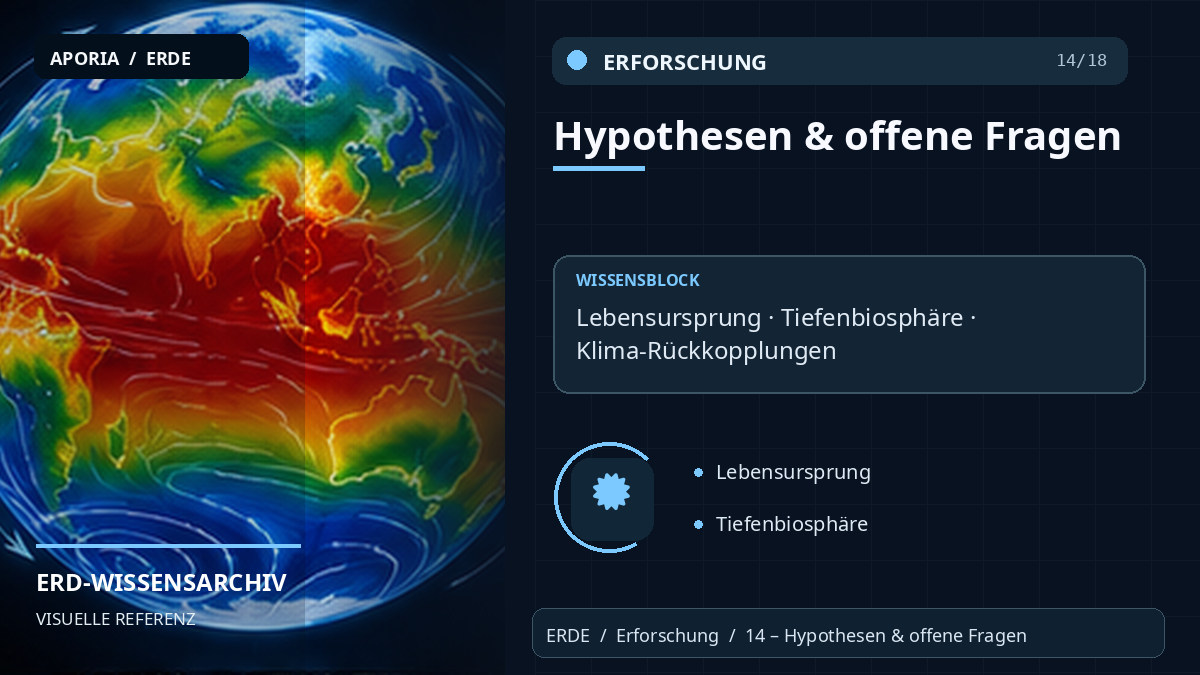 APORIA / ERDE
ERD-WISSENSARCHIV
VISUELLE REFERENZ
ERFORSCHUNG
14/18
Hypothesen & offene Fragen
WISSENSBLOCK
Lebensursprung · Tiefenbiosphäre ·
Klima-Rückkopplungen
Lebensursprung
Tiefenbiosphäre
ERDE / Erforschung / 14 – Hypothesen & offene Fragen